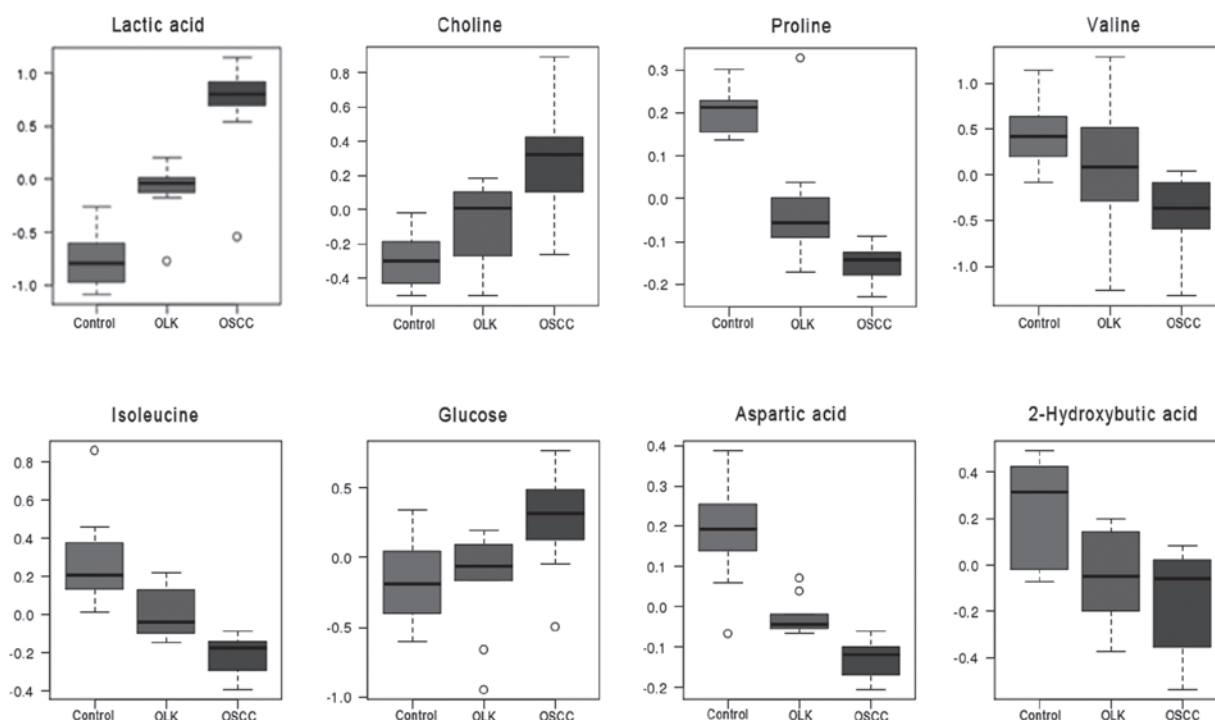 Lactic acid
1.0
0.5
0.0
-0.5
-1.0
Control OLK OSCC
Choline
0.8
0.6
0.4
0.2
0.0
-0.2
-0.4
Control OLK OSCC
Proline
0.3
0.2
0.1
0.0
-0.1
-0.2
Control OLK OSCC
Valine
1.0
0.5
0.0
-0.5
-1.0
Control OLK OSCC
Isoleucine
0.8
0.6
0.4
0.2
0.0
-0.2
-0.4
Control OLK OSCC
Glucose
0.5
0.0
-0.5
-1.0
Control OLK OSCC
Aspartic acid
0.4
0.3
0.2
0.1
0.0
-0.1
-0.2
Control OLK OSCC
2-Hydroxybutic acid
0.4
0.2
0.0
-0.2
-0.4
Control OLK OSCC